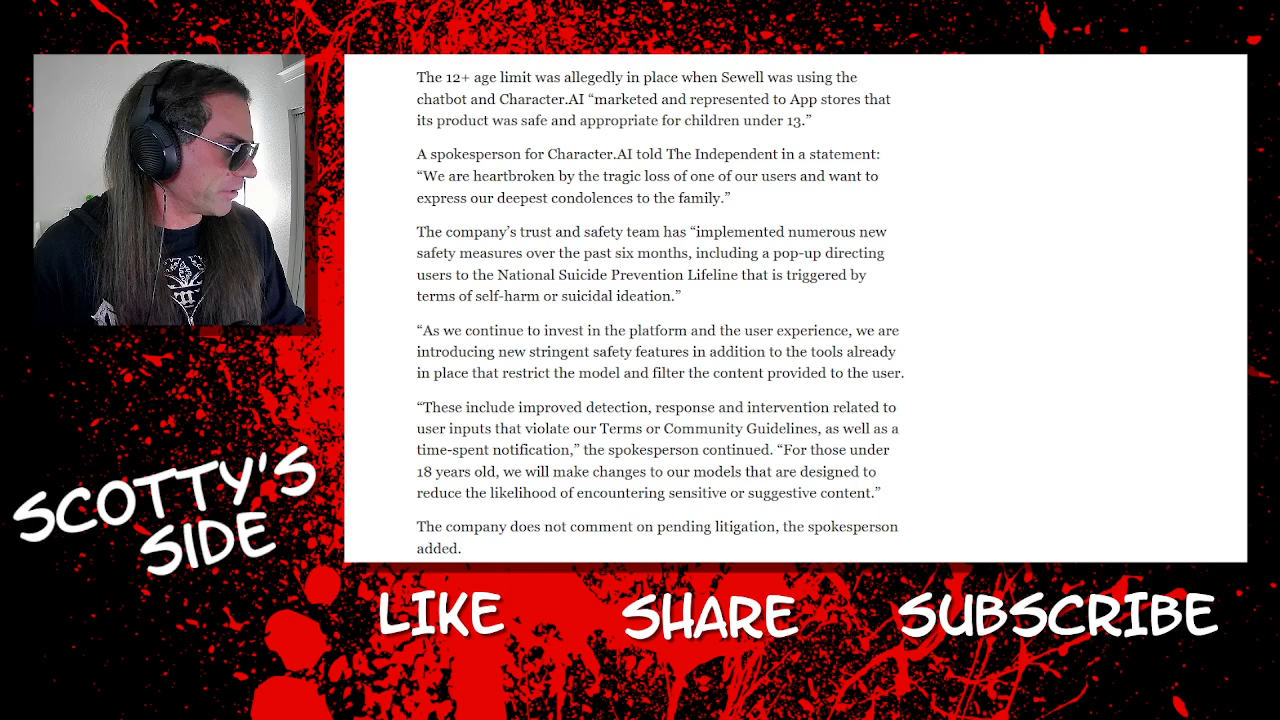 The 12+ age limit was allegedly in place when Sewell was using the
chatbot and Character.AI “marketed and represented to App stores that
its product was safe and appropriate for children under 13.”
A spokesperson for Character.AI told The Independent in a statement:
“We are heartbroken by the tragic loss of one of our users and want to
express our deepest condolences to the family.”
The company’s trust and safety team has “implemented numerous new
safety measures over the past six months, including a pop-up directing
users to the National Suicide Prevention Lifeline that is triggered by
terms of self-harm or suicidal ideation.”
“As we continue to invest in the platform and the user experience, we are
introducing new stringent safety features in addition to the tools already
in place that restrict the model and filter the content provided to the user.
“These include improved detection, response and intervention related to
user inputs that violate our Terms or Community Guidelines, as well as a
time-spent notification,” the spokesperson continued. “For those under
18 years old, we will make changes to our models that are designed to
reduce the likelihood of encountering sensitive or suggestive content.”
The company does not comment on pending litigation, the spokesperson
added.
SCOTTY'S
SIDE
LIKE SHARE SUBSCRIBE